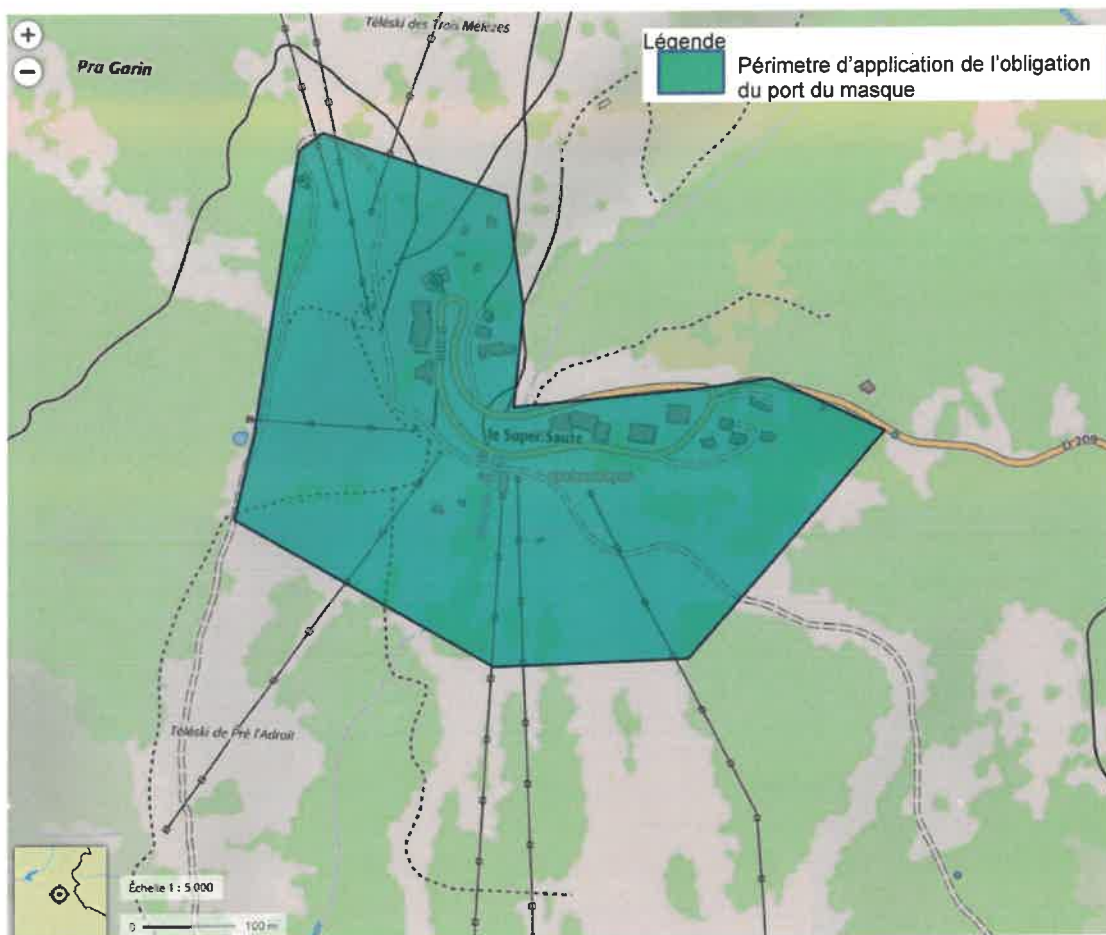 Téléski des Trois Mélèzes
+
Légende
Pra Garin
Périmetre d'application de l'obligation
du port du masque
−
le Super Sauze
D 209
Téléski de Pré l'Adroit
Échelle 1 : 5 000
0 100 m